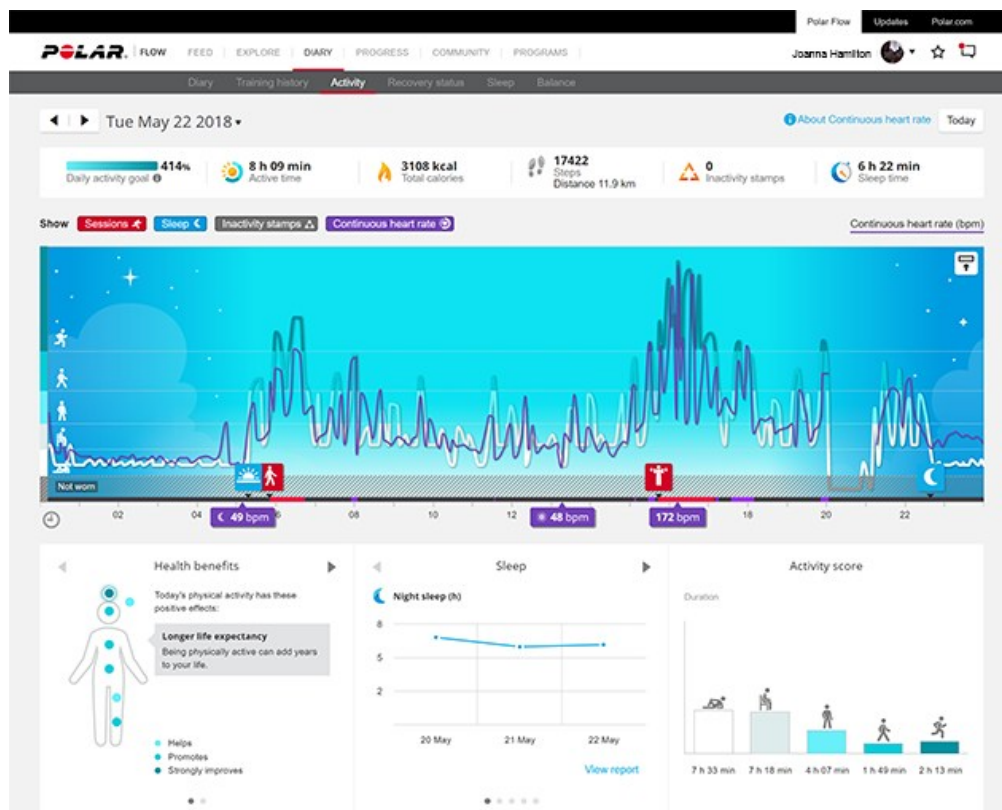 Polar Flow Updates Polar.com
POLAR. FLOW FEED EXPLORE DIARY PROGRESS COMMUNITY PROGRAMS Joanna Hamilton
Diary Training history Activity Recovery status Sleep Balance
Tue May 22 2018 About Continuous heart rate Today
414% 8 h 09 min 3108 kcal 17422 0 6 h 22 min
Daily activity goal Active time Total calories Steps Inactivity stamps Sleep time
Distance 11.9 km
Show Sessions Sleep Inactivity stamps Continuous heart rate Continuous heart rate (bpm)
Not worn
02 04 6 08 10 12 18 20 22
49 bpm 48 bpm 172 bpm
Health benefits Sleep Activity score
Today's physical activity has these
positive effects:
Longer life expectancy
Being physically active can add years
to your life.
Helps
Promotes
Strongly improves
Night sleep (h)
8
5
2
20 May 21 May 22 May
View report
Duration
7 h 33 min 7 h 18 min 4 h 07 min 1 h 49 min 2 h 13 min